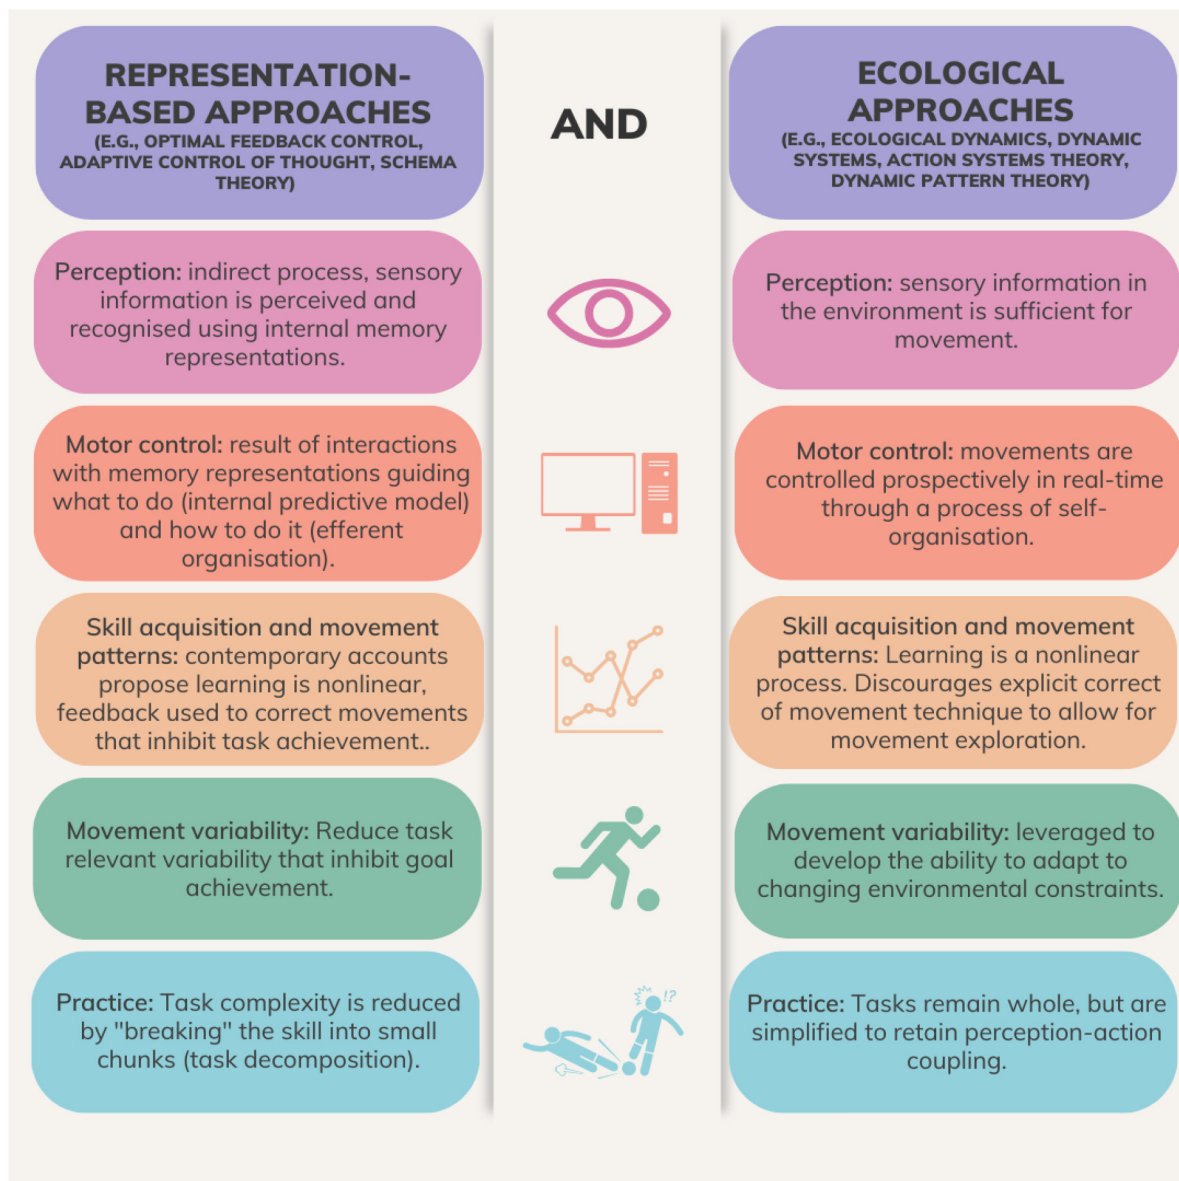 REPRESENTATION-
BASED APPROACHES
(E.G., OPTIMAL FEEDBACK CONTROL,
ADAPTIVE CONTROL OF THOUGHT, SCHEMA
THEORY)
AND
ECOLOGICAL
APPROACHES
(E.G., ECOLOGICAL DYNAMICS, DYNAMIC
SYSTEMS, ACTION SYSTEMS THEORY,
DYNAMIC PATTERN THEORY)
Perception: indirect process, sensory
information is perceived and
recognised using internal memory
representations.
Perception: sensory information in
the environment is sufficient for
movement.
Motor control: result of interactions
with memory representations guiding
what to do (internal predictive model)
and how to do it (efferent
organisation).
Motor control: movements are
controlled prospectively in real-time
through a process of self-
organisation.
Skill acquisition and movement
patterns: contemporary accounts
propose learning is nonlinear,
feedback used to correct movements
that inhibit task achievement..
Skill acquisition and movement
patterns: Learning is a nonlinear
process. Discourages explicit correct
of movement technique to allow for
movement exploration.
Movement variability: Reduce task
relevant variability that inhibit goal
achievement.
Movement variability: leveraged to
develop the ability to adapt to
changing environmental constraints.
Practice: Task complexity is reduced
by "breaking" the skill into small
chunks (task decomposition).
!?
Practice: Tasks remain whole, but are
simplified to retain perception-action
coupling.